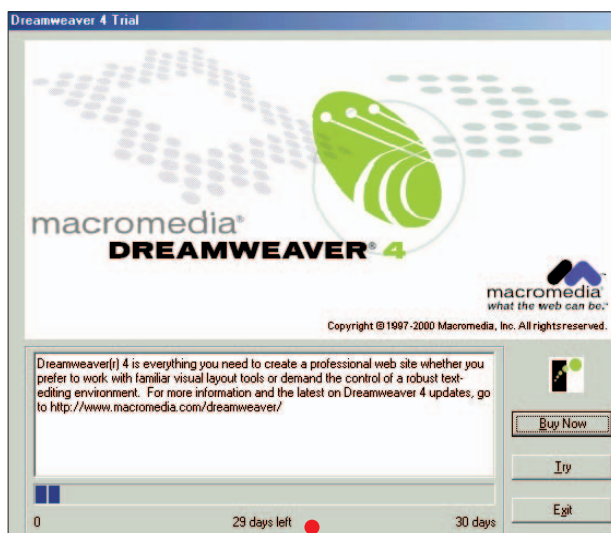 Dreamweaver 4 Trial
macromedia®
DREAMWEAVER® 4
macromedia®
what the web can be.™
Copyright ©1997-2000 Macromedia, Inc. All rights reserved.
Dreamweaver(r) 4 is everything you need to create a professional web site whether you
prefer to work with familiar visual layout tools or demand the control of a robust text-
editing environment.  For more information and the latest on Dreamweaver 4 updates, go
to http://www.macromedia.com/dreamweaver/
Buy Now
Try
Exit
0 29 days left 30 days